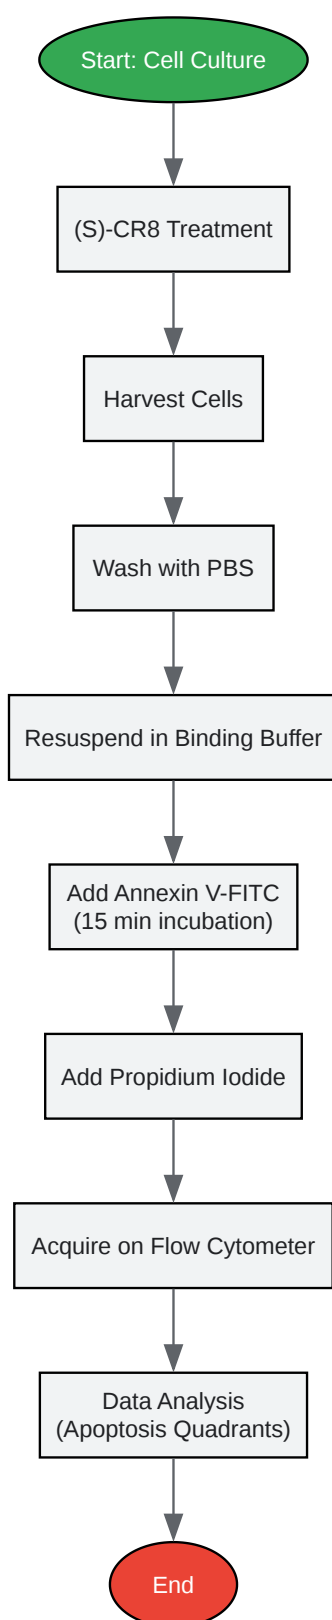 Start: Cell Culture
(S)-CR8 Treatment
Harvest Cells
Wash with PBS
Resuspend in Binding Buffer
Add Annexin V-FITC
(15 min incubation)
Add Propidium Iodide
Acquire on Flow Cytometer
Data Analysis
(Apoptosis Quadrants)
End